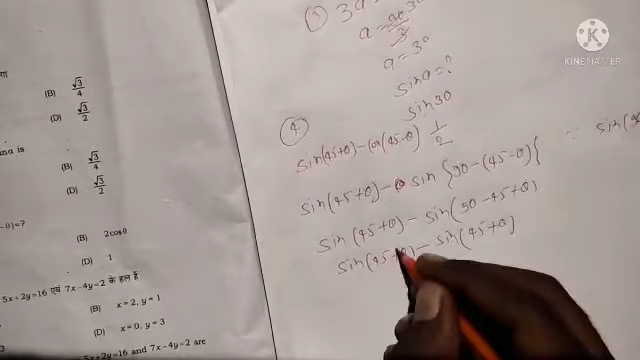 (B) √3/4
(D) √3/2
na is
(B) √3/4
(D) √3/2
θ)=?
(B) 2cosθ
(D) 1
5x+2y=16 एवं 7x-4y=2 के हल हैं
(B) x=2, y=1
(D) x=0, y=3
5x+2y=16 and 7x-4y=2 are
a = 3°
sin a = ?
sin 30
1/2
(4)
sin(45+θ)-cos(45-θ)
sin(45+θ)- sin{90-(45-θ)}
∵ sin(90
sin(45+θ)- sin(90-45+θ)
sin(45+θ)- sin(45+θ)
KINEMASTER